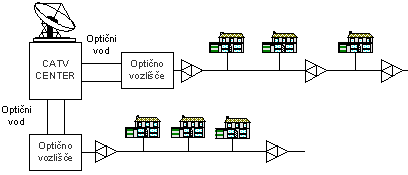 Optični
vod
CATV
CENTER
Optično
vozlišče
Optični
vod
Optično
vozlišče